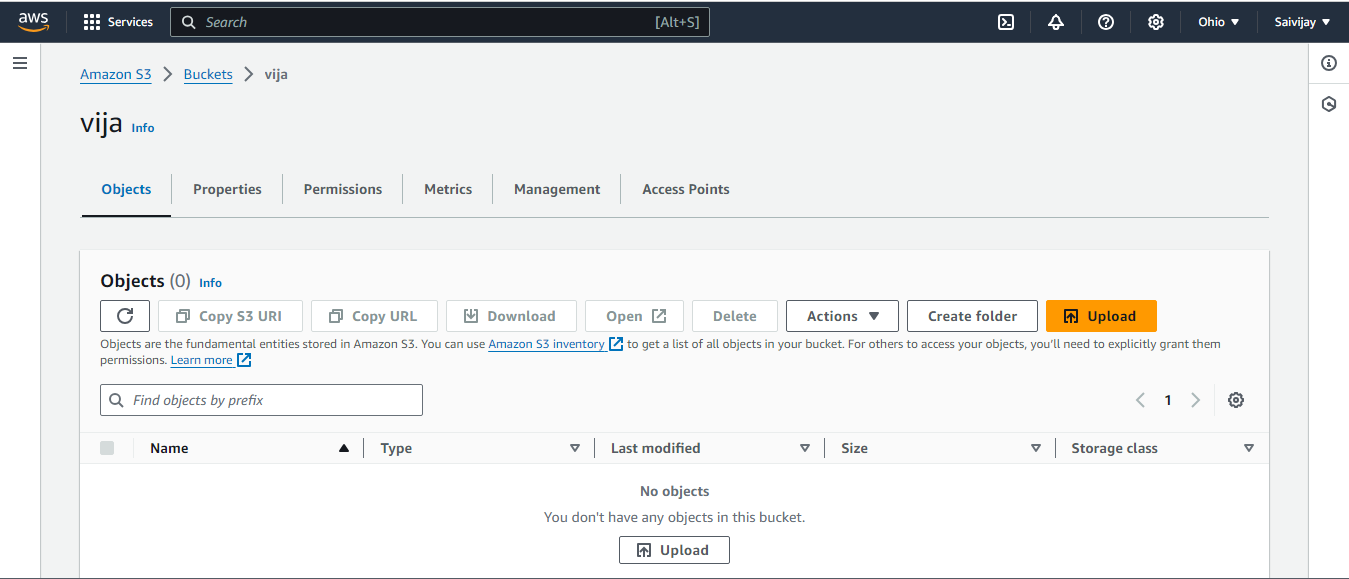 aws Services Search [Alt+S] Ohio Saivijay
Amazon S3 Buckets vija
vija Info
Objects Properties Permissions Metrics Management Access Points
Objects (0) Info
Copy S3 URI Copy URL Download Open Delete Actions Create folder Upload
Objects are the fundamental entities stored in Amazon S3. You can use Amazon S3 inventory to get a list of all objects in your bucket. For others to access your objects, you'll need to explicitly grant them
permissions. Learn more
Find objects by prefix 1
Name Type Last modified Size Storage class
No objects
You don't have any objects in this bucket.
Upload